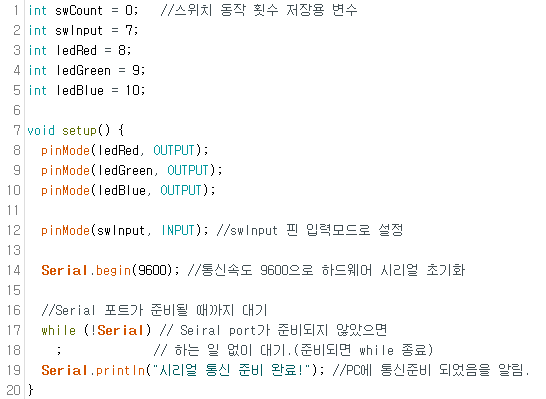 1 int swCount = 0;   //스위치 동작 횟수 저장용 변수
2 int swInput = 7;
3 int ledRed = 8;
4 int ledGreen = 9;
5 int ledBlue = 10;
6
7 void setup() {
8   pinMode(ledRed, OUTPUT);
9   pinMode(ledGreen, OUTPUT);
10   pinMode(ledBlue, OUTPUT);
11
12   pinMode(swInput, INPUT); //swInput 핀 입력모드로 설정
13
14   Serial.begin(9600); //통신속도 9600으로 하드웨어 시리얼 초기화
15
16   //Serial 포트가 준비될 때까지 대기
17   while (!Serial) // Seiral port가 준비되지 않았으면
18     ;             // 하는 일 없이 대기.(준비되면 while 종료)
19   Serial.println("시리얼 통신 준비 완료!"); //PC에 통신준비 되었음을 알림.
20 }